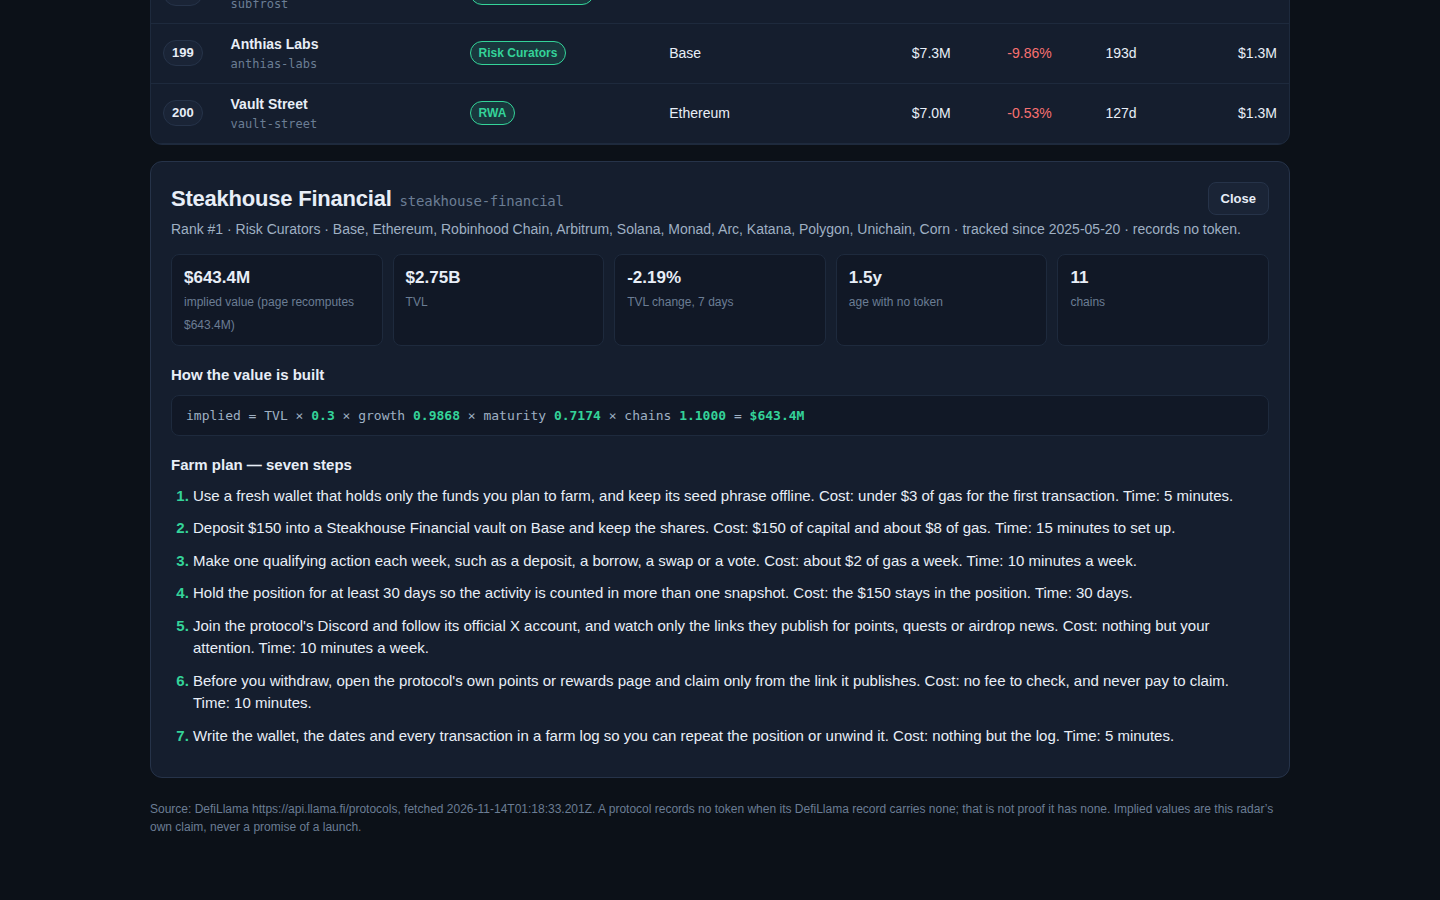 subfrost
199
Anthias Labs
anthias-labs
Risk Curators
Base
$7.3M
-9.86%
193d
$1.3M
200
Vault Street
vault-street
RWA
Ethereum
$7.0M
-0.53%
127d
$1.3M
Steakhouse Financial steakhouse-financial
Close
Rank #1 · Risk Curators · Base, Ethereum, Robinhood Chain, Arbitrum, Solana, Monad, Arc, Katana, Polygon, Unichain, Corn · tracked since 2025-05-20 · records no token.
$643.4M
implied value (page recomputes
$643.4M)
$2.75B
TVL
-2.19%
TVL change, 7 days
1.5y
age with no token
11
chains
How the value is built
implied = TVL × 0.3 × growth 0.9868 × maturity 0.7174 × chains 1.1000 = $643.4M
Farm plan — seven steps
1. Use a fresh wallet that holds only the funds you plan to farm, and keep its seed phrase offline. Cost: under $3 of gas for the first transaction. Time: 5 minutes.
2. Deposit $150 into a Steakhouse Financial vault on Base and keep the shares. Cost: $150 of capital and about $8 of gas. Time: 15 minutes to set up.
3. Make one qualifying action each week, such as a deposit, a borrow, a swap or a vote. Cost: about $2 of gas a week. Time: 10 minutes a week.
4. Hold the position for at least 30 days so the activity is counted in more than one snapshot. Cost: the $150 stays in the position. Time: 30 days.
5. Join the protocol's Discord and follow its official X account, and watch only the links they publish for points, quests or airdrop news. Cost: nothing but your
attention. Time: 10 minutes a week.
6. Before you withdraw, open the protocol's own points or rewards page and claim only from the link it publishes. Cost: no fee to check, and never pay to claim.
Time: 10 minutes.
7. Write the wallet, the dates and every transaction in a farm log so you can repeat the position or unwind it. Cost: nothing but the log. Time: 5 minutes.
Source: DefiLlama https://api.llama.fi/protocols, fetched 2026-11-14T01:18:33.201Z. A protocol records no token when its DefiLlama record carries none; that is not proof it has none. Implied values are this radar's
own claim, never a promise of a launch.